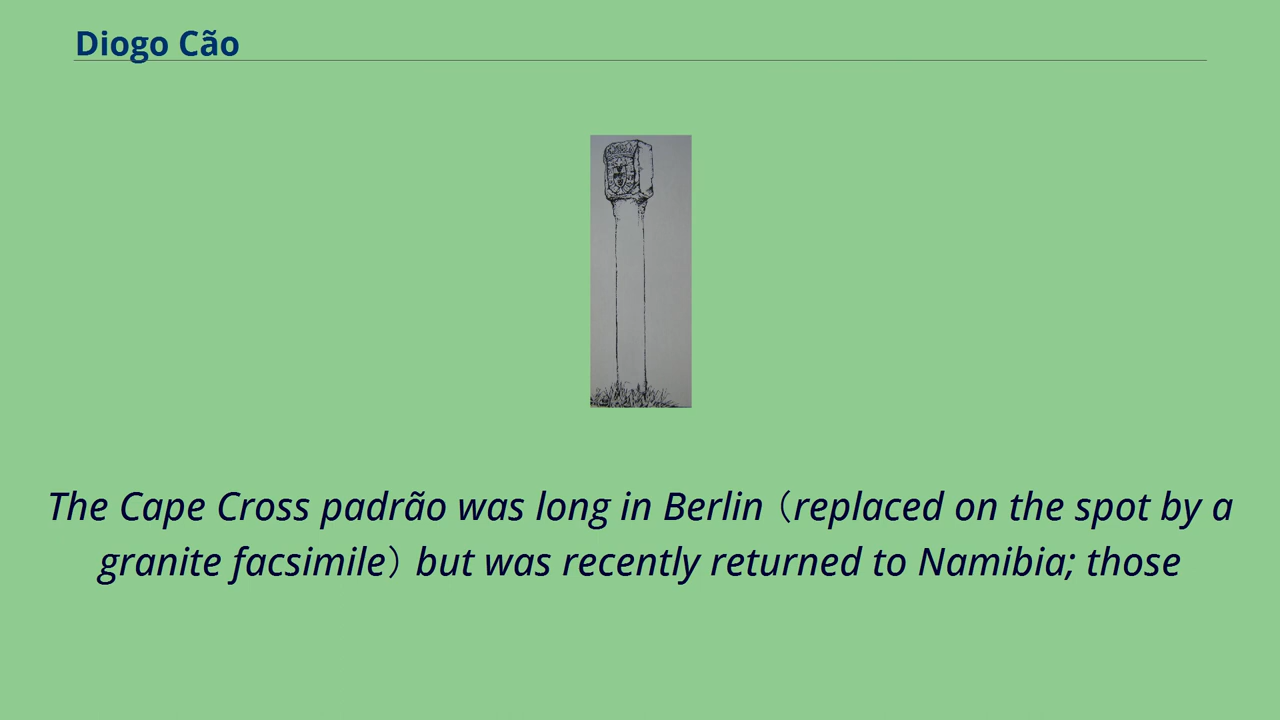 Diogo Cão
The Cape Cross padrão was long in Berlin (replaced on the spot by a
granite facsimile) but was recently returned to Namibia; those